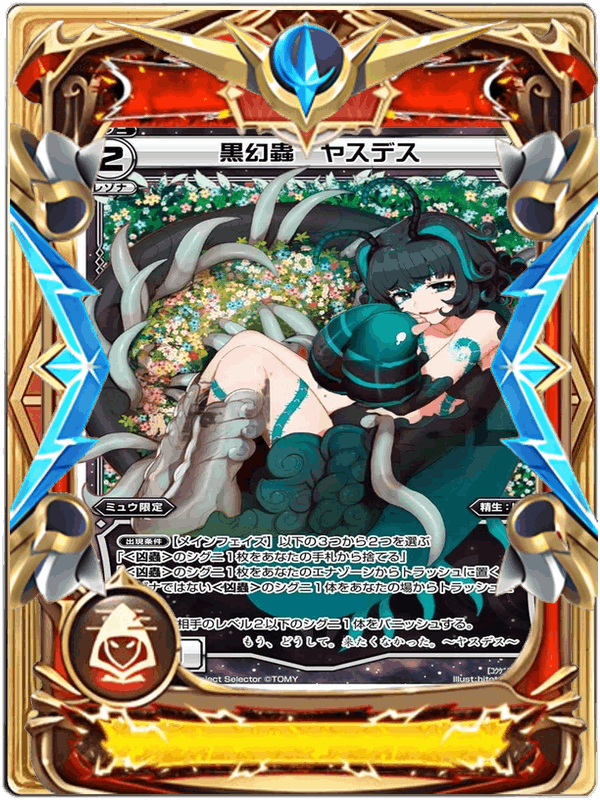 2
黒幻蟲　ヤスデス
レゾナ
ミュウ限定
精生：
出現条件【メインフェイズ】以下の3つから2つを選ぶ
「＜凶蟲＞のシグニ1枚をあなたの手札から捨てる」
＜凶蟲＞のシグニ1枚をあなたのエナゾーンからトラッシュに置く
ではない＜凶蟲＞のシグニ1体をあなたの場からトラッシュ
相手のレベル2以下のシグニ1体をバニッシュする。
もう、どうして。来たくなかった。～ヤスデス～
lect Selector ©TOMY
Illust:hitot